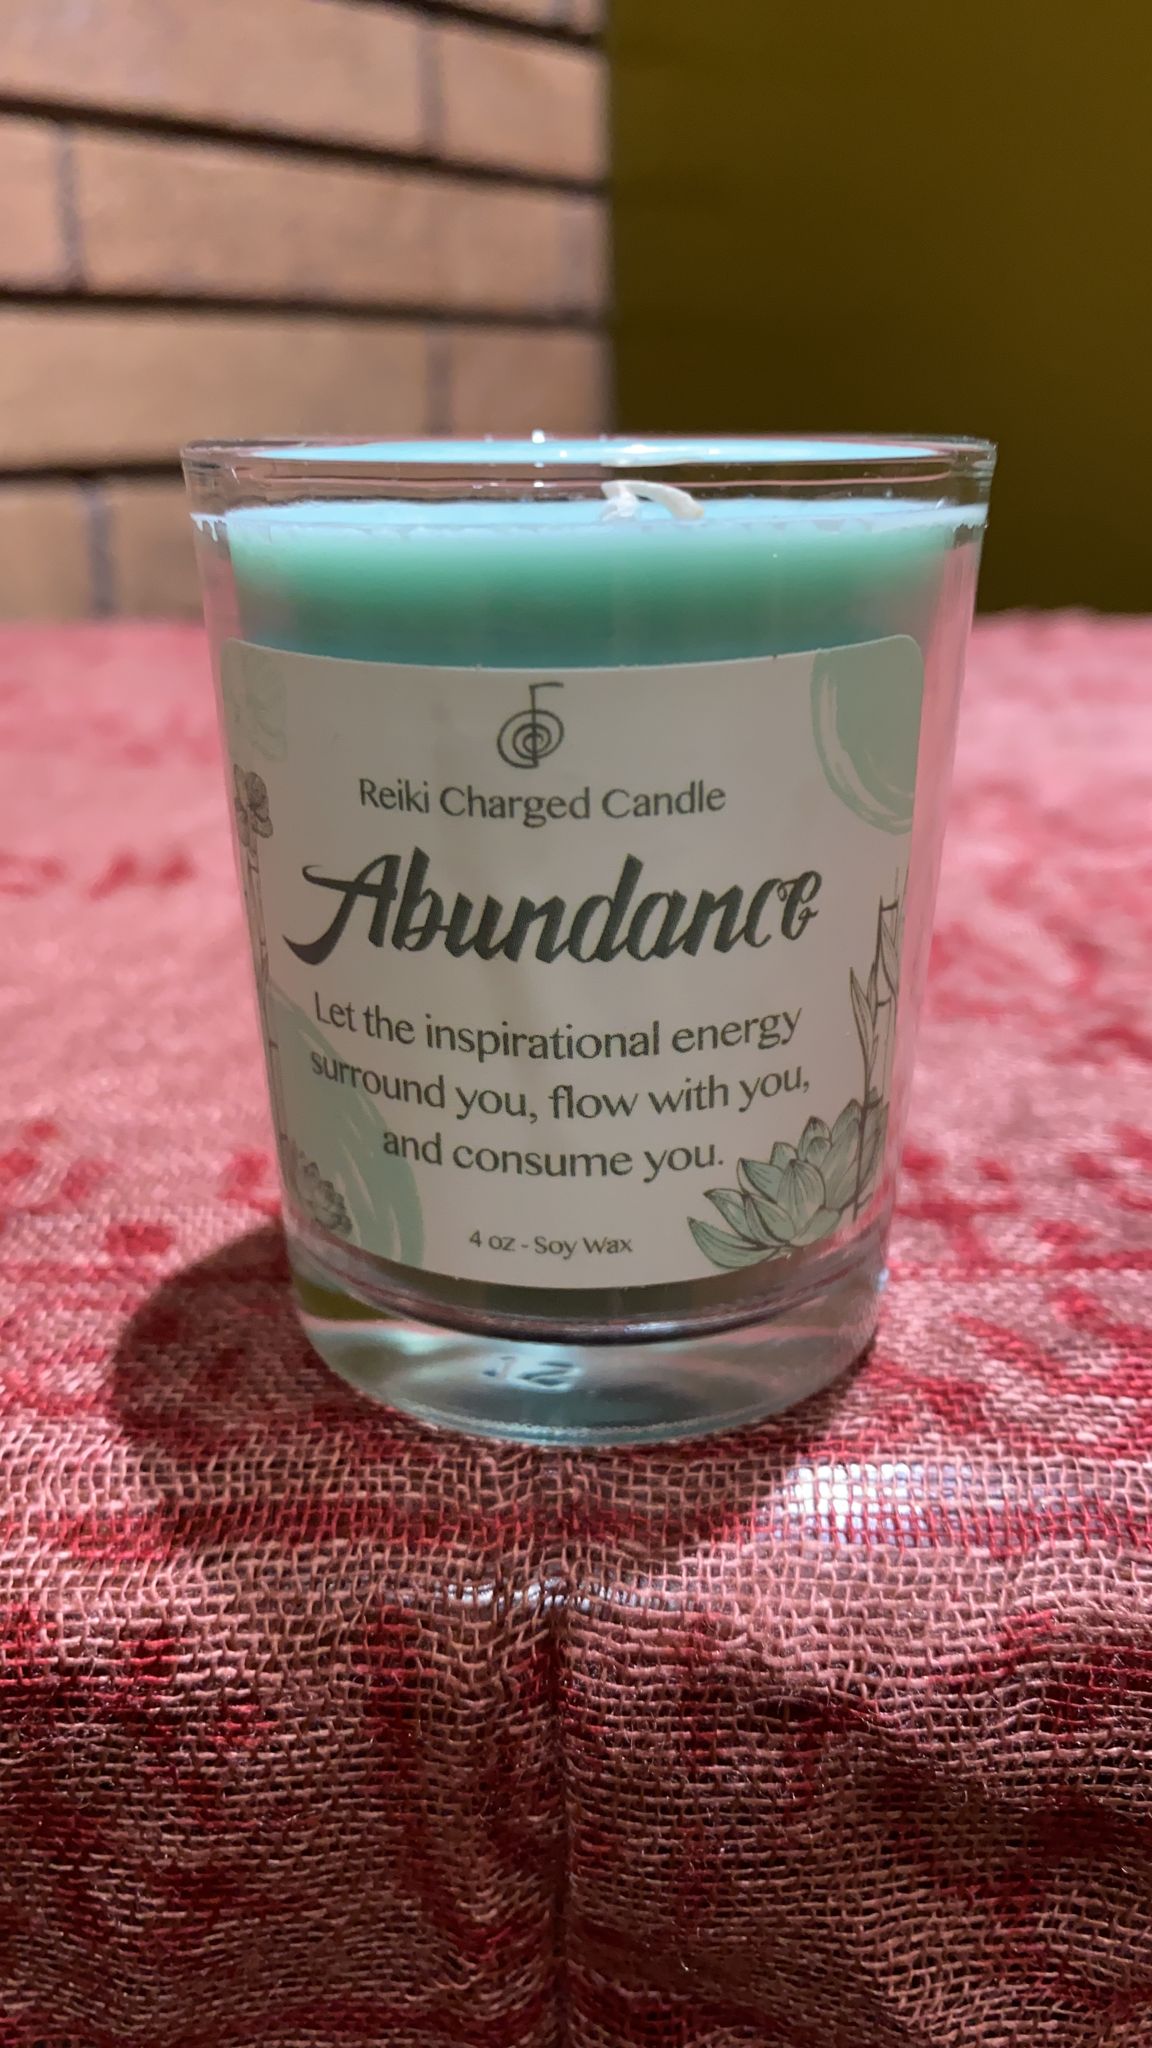 Reiki Charged Candle
Abundance
Let the inspirational energy
surround you, flow with you,
and consume you.
4 oz - Soy Wax
12